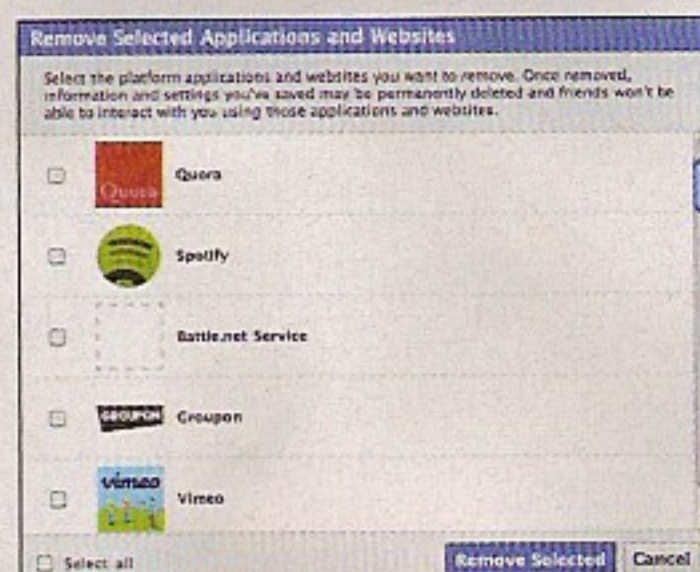 Remove Selected Applications and Websites
Select the platform applications and websites you want to remove. Once removed,
information and settings you've saved may be permanently deleted and friends won't be
able to interact with you using those applications and websites.
Quora
Quora
Spotify
Battle.net Service
GROUPON
Groupon
vimeo
Vimeo
Select all
Remove Selected
Cancel